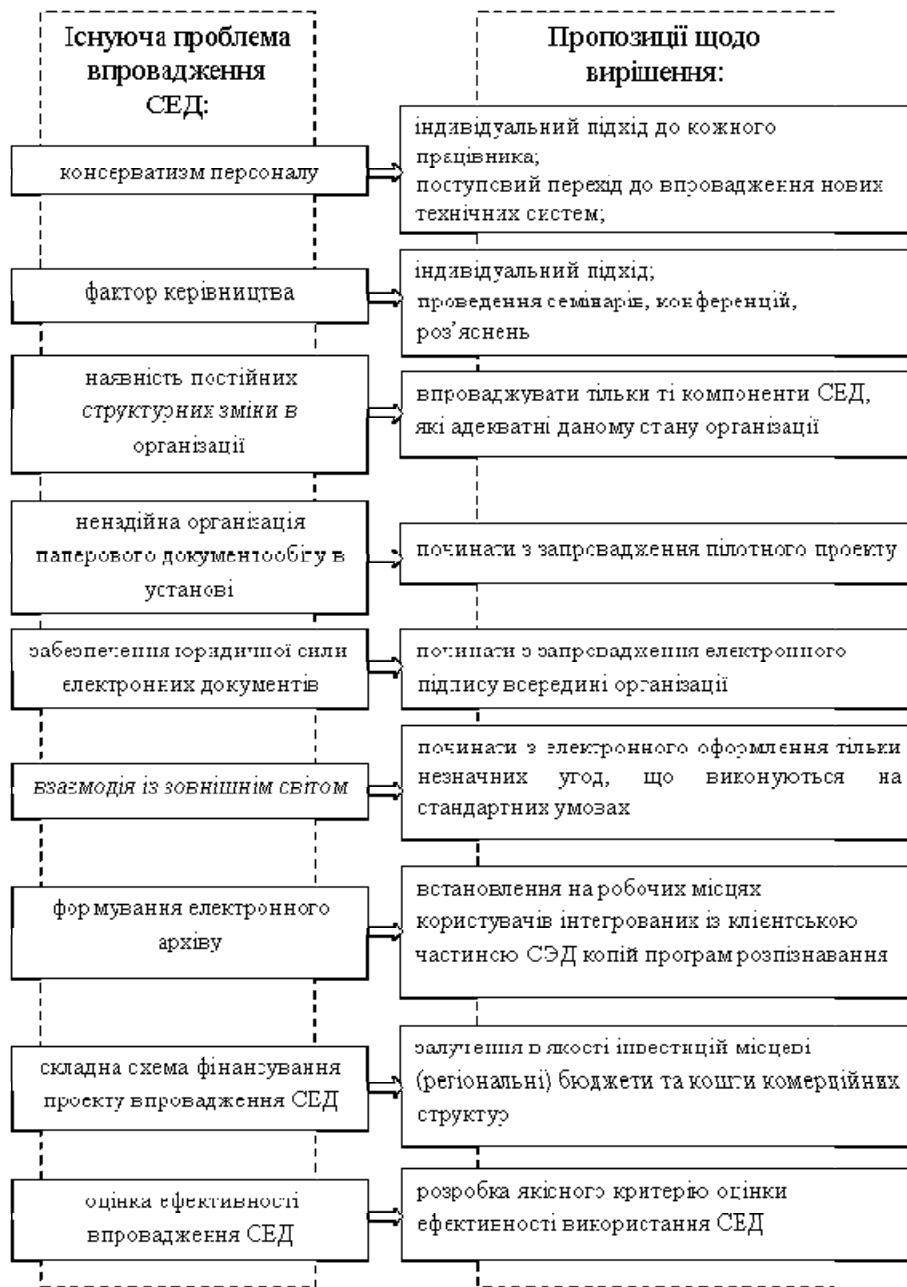 Існуюча проблема
впровадження
СЕД:
Пропозиції щодо
вирішення:
консерватизм персоналу
індивідуальний підхід до кожного
працівника;
поступовий перехід до впровадження нових
технічних систем;
фактор керівництва
індивідуальний підхід;
проведення семінарів, конференцій,
роз’яснень
наявність постійних
структурних зміни в
організації
впроваджувати тільки ті компоненти СЕД,
які адекватні даному стану організації
ненадійна організація
паперового документообігу в
установі
починати з запровадження пілотного проекту
забезпечення юридичної сили
електронних документів
починати з запровадження електронного
підпису всередині організації
взаємодія із зовнішнім світом
починати з електронного оформлення тільки
незначних угод, що виконуються на
стандартних умовах
формування електронного
архіву
встановлення на робочих місцях
користувачів інтегрованих із клієнтською
частиною СЭД копій програм розпізнавання
складна схема фінансування
проекту впровадження СЕД
залучення в якості інвестицій місцеві
(регіональні) бюджети та кошти комерційних
структур
оцінка ефективності
впровадження СЕД
розробка якісного критерію оцінки
ефективності використання СЕД